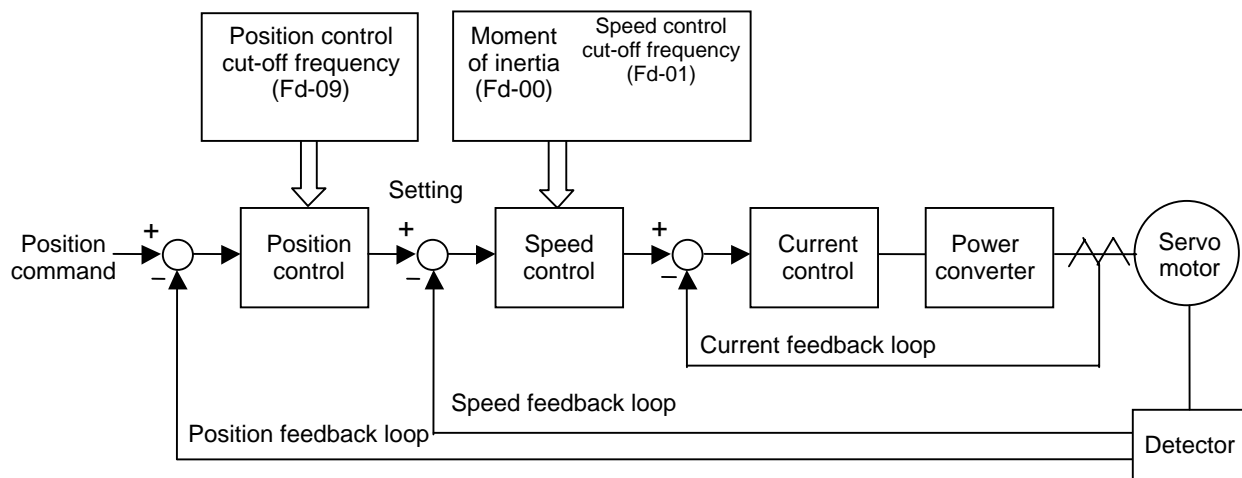 Position control
cut-off frequency
(Fd-09)
Moment
of inertia
(Fd-00)
Speed control
cut-off frequency
(Fd-01)
Setting
Position
command
+
−
Position
control
+
−
Speed
control
+
−
Current
control
Power
converter
Servo
motor
Current feedback loop
Speed feedback loop
Position feedback loop
Detector